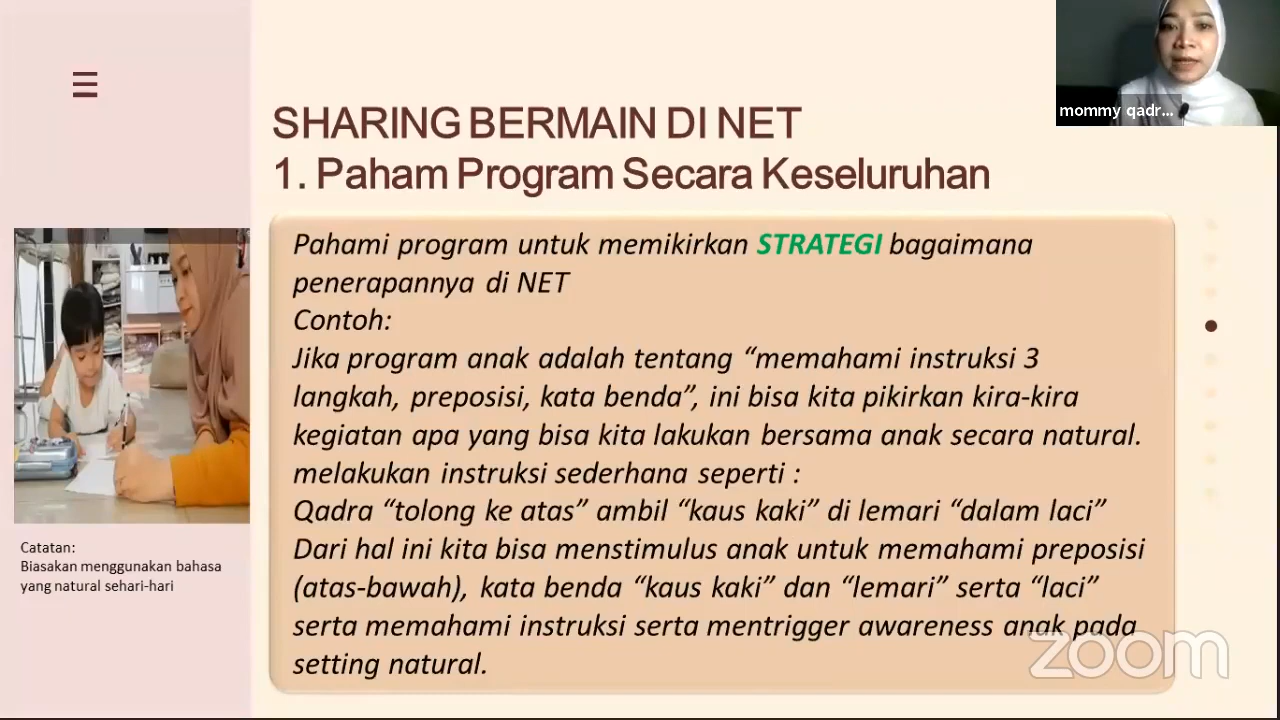 mommy qadr...
SHARING BERMAIN DI NET
1. Paham Program Secara Keseluruhan
Pahami program untuk memikirkan STRATEGI bagaimana
penerapannya di NET
Contoh:
Jika program anak adalah tentang “memahami instruksi 3
langkah, preposisi, kata benda”, ini bisa kita pikirkan kira-kira
kegiatan apa yang bisa kita lakukan bersama anak secara natural.
melakukan instruksi sederhana seperti :
Qadra “tolong ke atas” ambil “kaus kaki” di lemari “dalam laci”
Dari hal ini kita bisa menstimulus anak untuk memahami preposisi
(atas-bawah), kata benda “kaus kaki” dan “lemari” serta “laci”
serta memahami instruksi serta mentrigger awareness anak pada
setting natural.
Catatan:
Biasakan menggunakan bahasa
yang natural sehari-hari
zoom